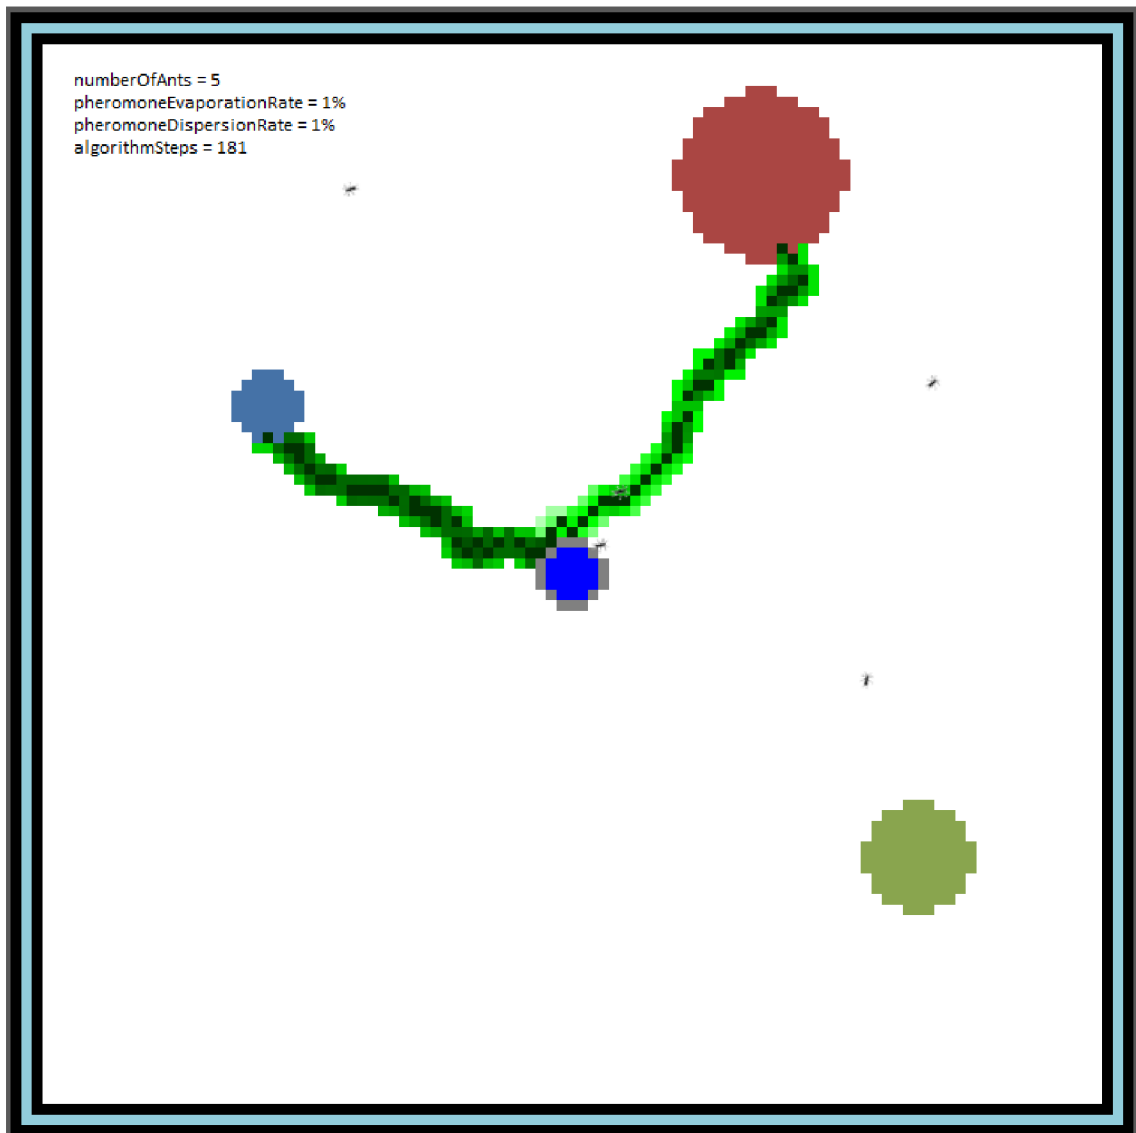 numberOfAnts = 5
pheromoneEvaporationRate = 1%
pheromoneDispersionRate = 1%
algorithmSteps = 181